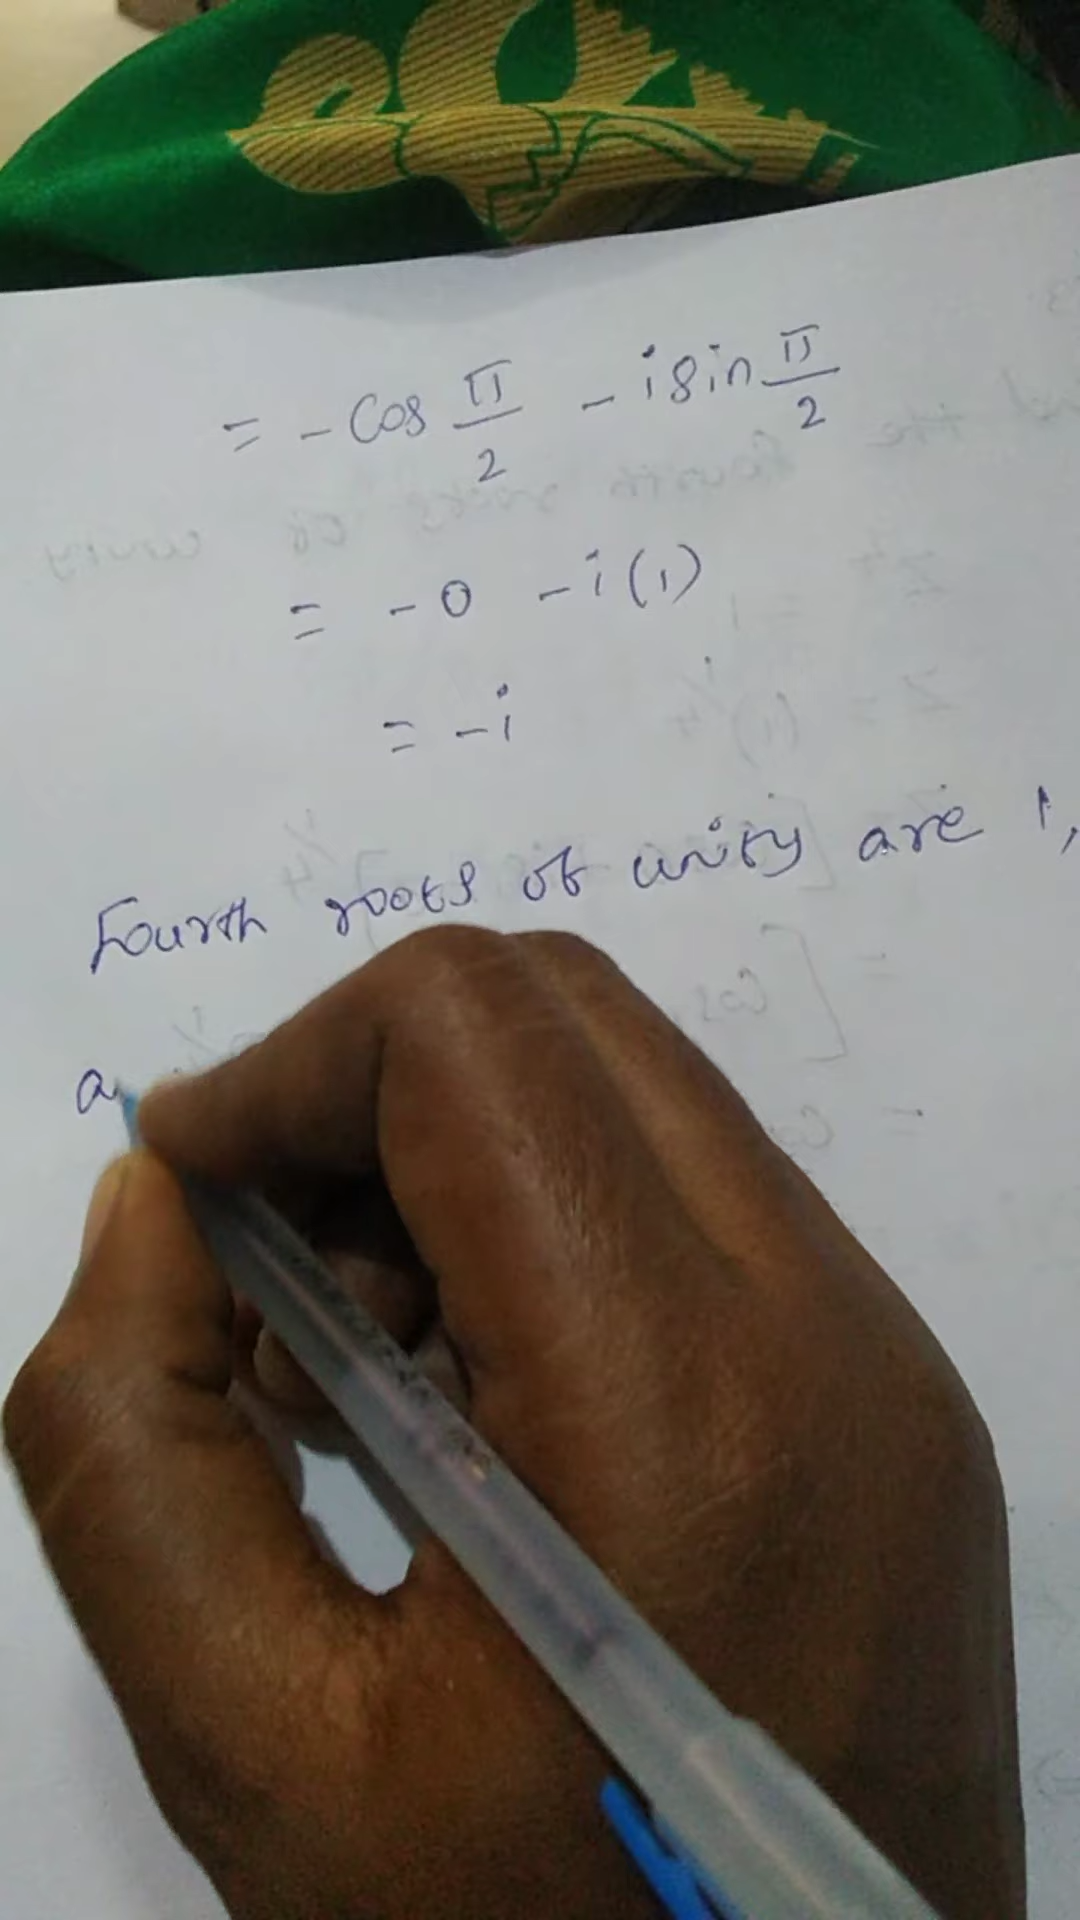 = - Cos π/2 - i sin π/2
= - 0 - i (1)
= - i
Fourth roots of unity are 1,
a